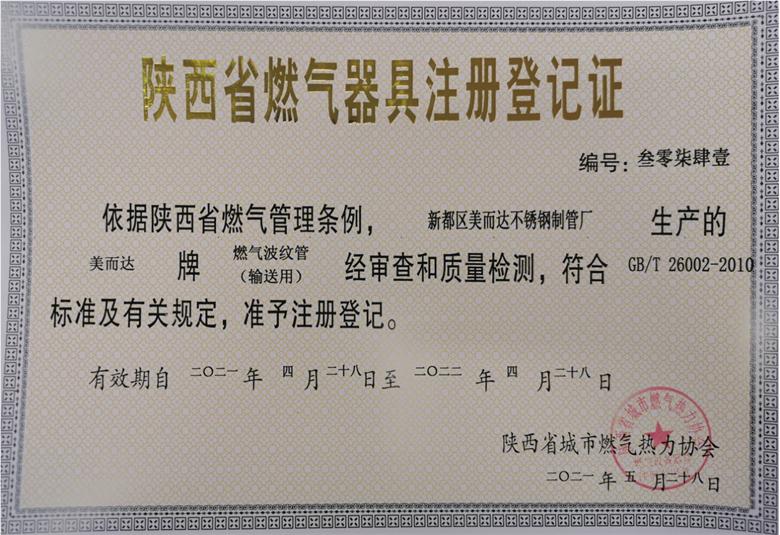 陕西省燃气器具注册登记证
编号：叁零柒肆壹
依据陕西省燃气管理条例， 新都区美而达不锈钢制管厂 生产的
美而达 牌 燃气波纹管（输送用） 经审查和质量检测，符合 GB/T 26002-2010
标准及有关规定，准予注册登记。
有效期自 二〇二一 年 四 月 二十八 日至 二〇二二 年 四 月 二十八 日
陕西省城市燃气热力协会
二〇二一 年 五 月 二十八 日